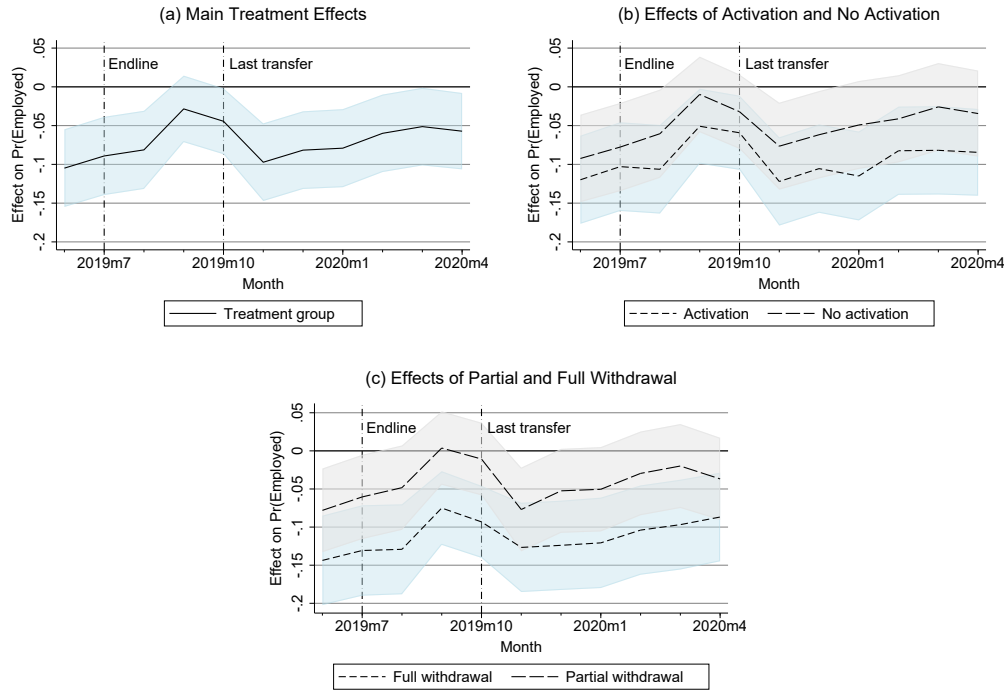 (a) Main Treatment Effects
Effect on Pr(Employed)
.05
0
-.05
-.1
-.15
-.2
Endline
Last transfer
2019m7
2019m10
2020m1
2020m4
Month
Treatment group
(b) Effects of Activation and No Activation
Effect on Pr(Employed)
.05
0
-.05
-.1
-.15
-.2
Endline
Last transfer
2019m7
2019m10
2020m1
2020m4
Month
Activation
No activation
(c) Effects of Partial and Full Withdrawal
Effect on Pr(Employed)
.05
0
-.05
-.1
-.15
-.2
Endline
Last transfer
2019m7
2019m10
2020m1
2020m4
Month
Full withdrawal
Partial withdrawal